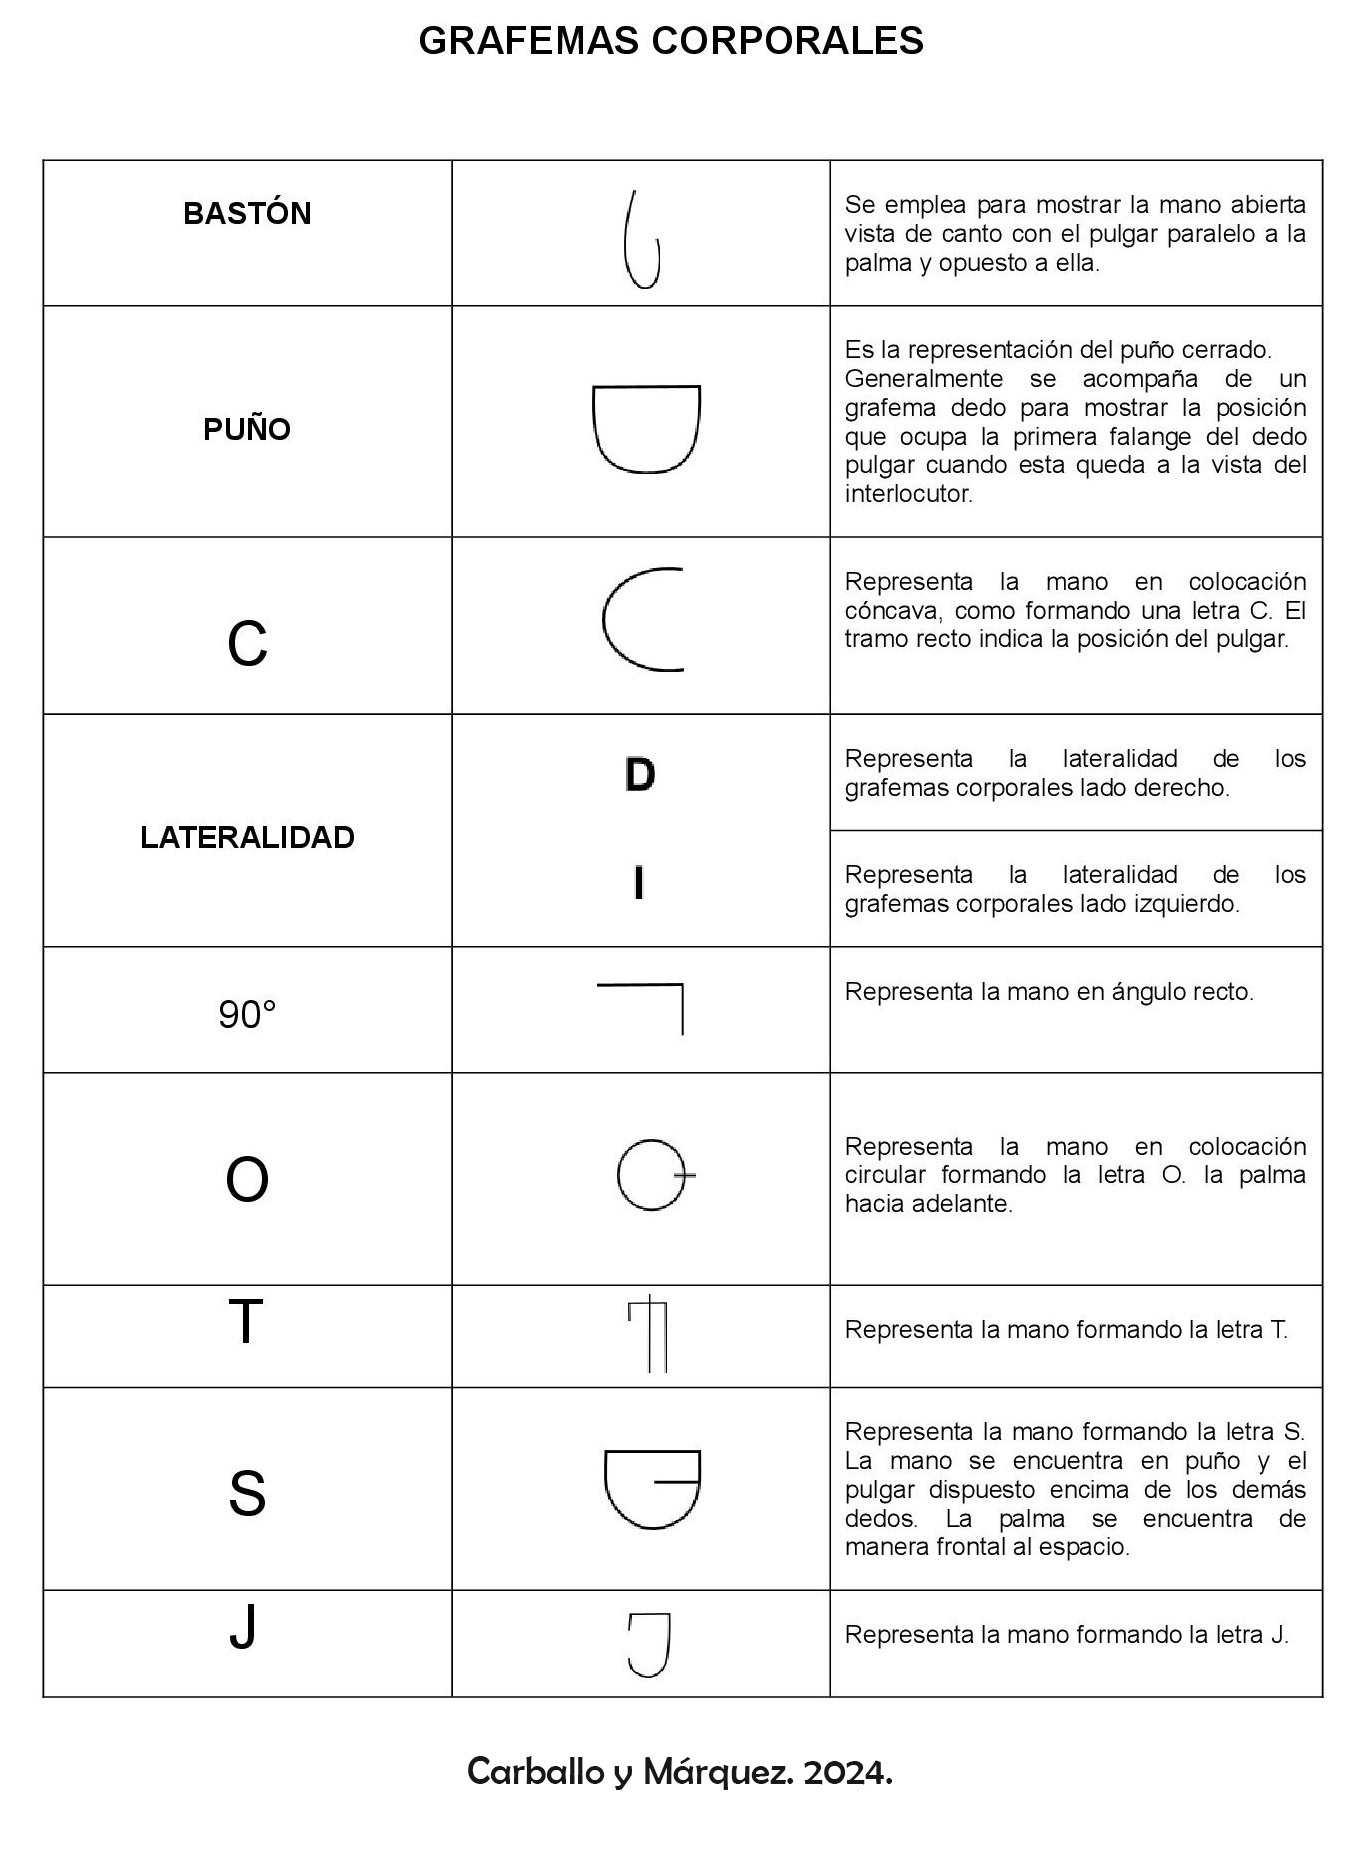 GRAFEMAS CORPORALES
BASTÓN
Se emplea para mostrar la mano abierta
vista de canto con el pulgar paralelo a la
palma y opuesto a ella.
PUÑO
Es la representación del puño cerrado.
Generalmente se acompaña de un
grafema dedo para mostrar la posición
que ocupa la primera falange del dedo
pulgar cuando esta queda a la vista del
interlocutor.
C
Representa la mano en colocación
cóncava, como formando una letra C. El
tramo recto indica la posición del pulgar.
LATERALIDAD
D
Representa la lateralidad de los
grafemas corporales lado derecho.
I
Representa la lateralidad de los
grafemas corporales lado izquierdo.
90°
Representa la mano en ángulo recto.
O
Representa la mano en colocación
circular formando la letra O. la palma
hacia adelante.
T
Representa la mano formando la letra T.
S
Representa la mano formando la letra S.
La mano se encuentra en puño y el
pulgar dispuesto encima de los demás
dedos. La palma se encuentra de
manera frontal al espacio.
J
Representa la mano formando la letra J.
Carballo y Márquez. 2024.